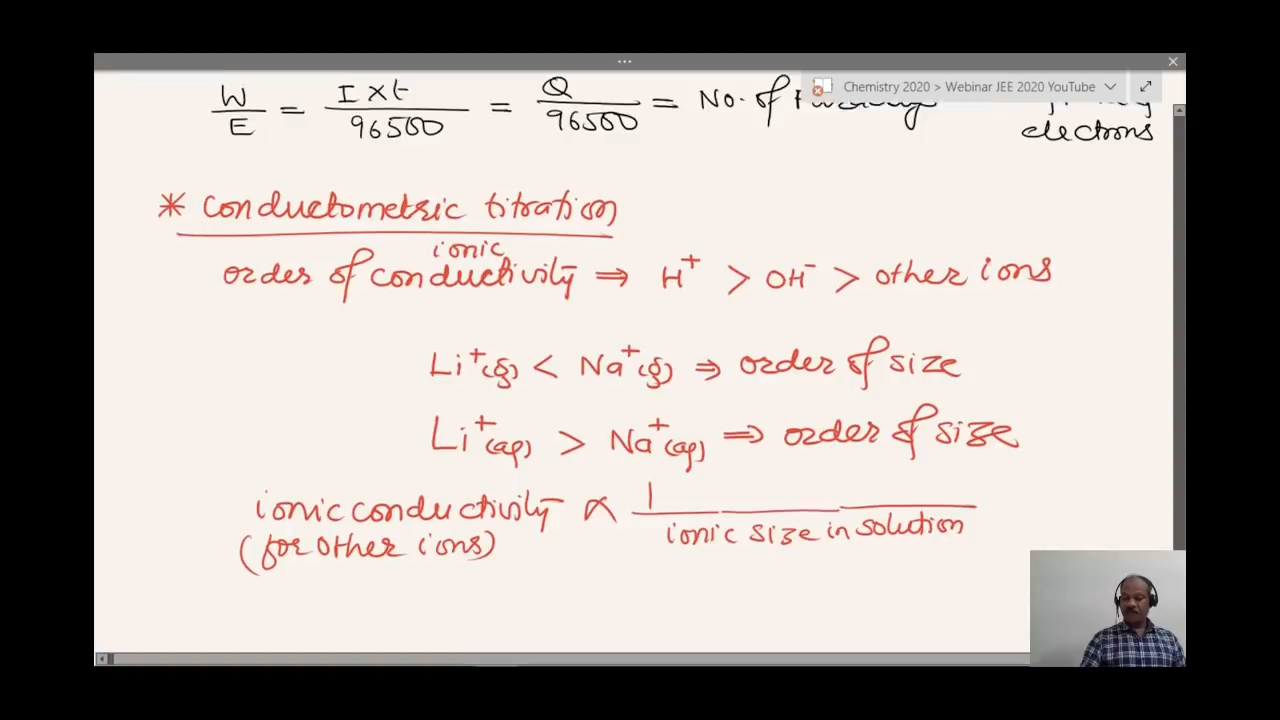 Chemistry 2020 > Webinar JEE 2020 YouTube
W/E = I×t/96500 = Q/96500 = No. of
electrons
* conductometric titration
order of ionic conductivity ⇒ H⁺ > OH⁻ > other ions
Li⁺(g) < Na⁺(g) ⇒ order of size
Li⁺(aq) > Na⁺(aq) ⇒ order of size
ionic conductivity ∝ 1/ionic size in solution
(for other ions)